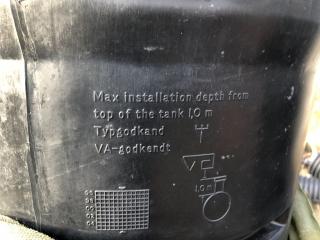 Max installation depth from
top of the tank 1,0 m
Typgodkand
VA-godkendt
1,0 m